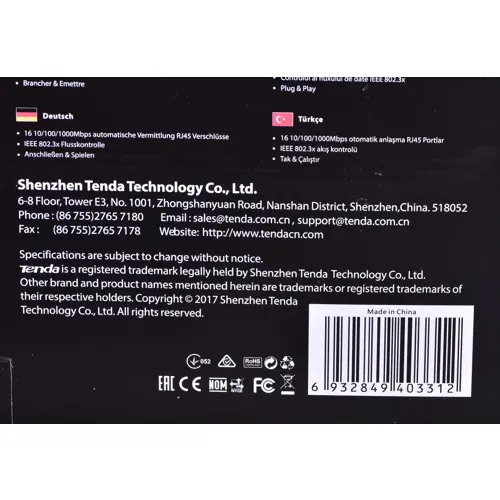 • Brancher & Emettre
Controlul al fluxului de date IEEE 802.3x
• Plug & Play
Deutsch
• 16 10/100/1000Mbps automatische Vermittlung RJ45 Verschlüsse
• IEEE 802.3x Flusskontrolle
• Anschließen & Spielen
Türkçe
• 16 10/100/1000Mbps otomatik anlaşma RJ45 Portlar
• IEEE 802.3x akış kontrolü
• Tak & Çalıştır
Shenzhen Tenda Technology Co., Ltd.
6-8 Floor, Tower E3, No. 1001, Zhongshanyuan Road, Nanshan District, Shenzhen,China. 518052
Phone : (86 755)2765 7180 Email : sales@tenda.com.cn , support@tenda.com.cn
Fax : (86 755)2765 7178 Website: http://www.tendacn.com
Specifications are subject to change without notice.
Tenda is a registered trademark legally held by Shenzhen Tenda Technology Co., Ltd.
Other brand and product names mentioned herein are trademarks or registered trademarks of
their respective holders. Copyright © 2017 Shenzhen Tenda
Technology Co., Ltd. All rights reserved.
Made in China
052 RoHS
EAC CE NOM NYCE FC
6 932849 403312